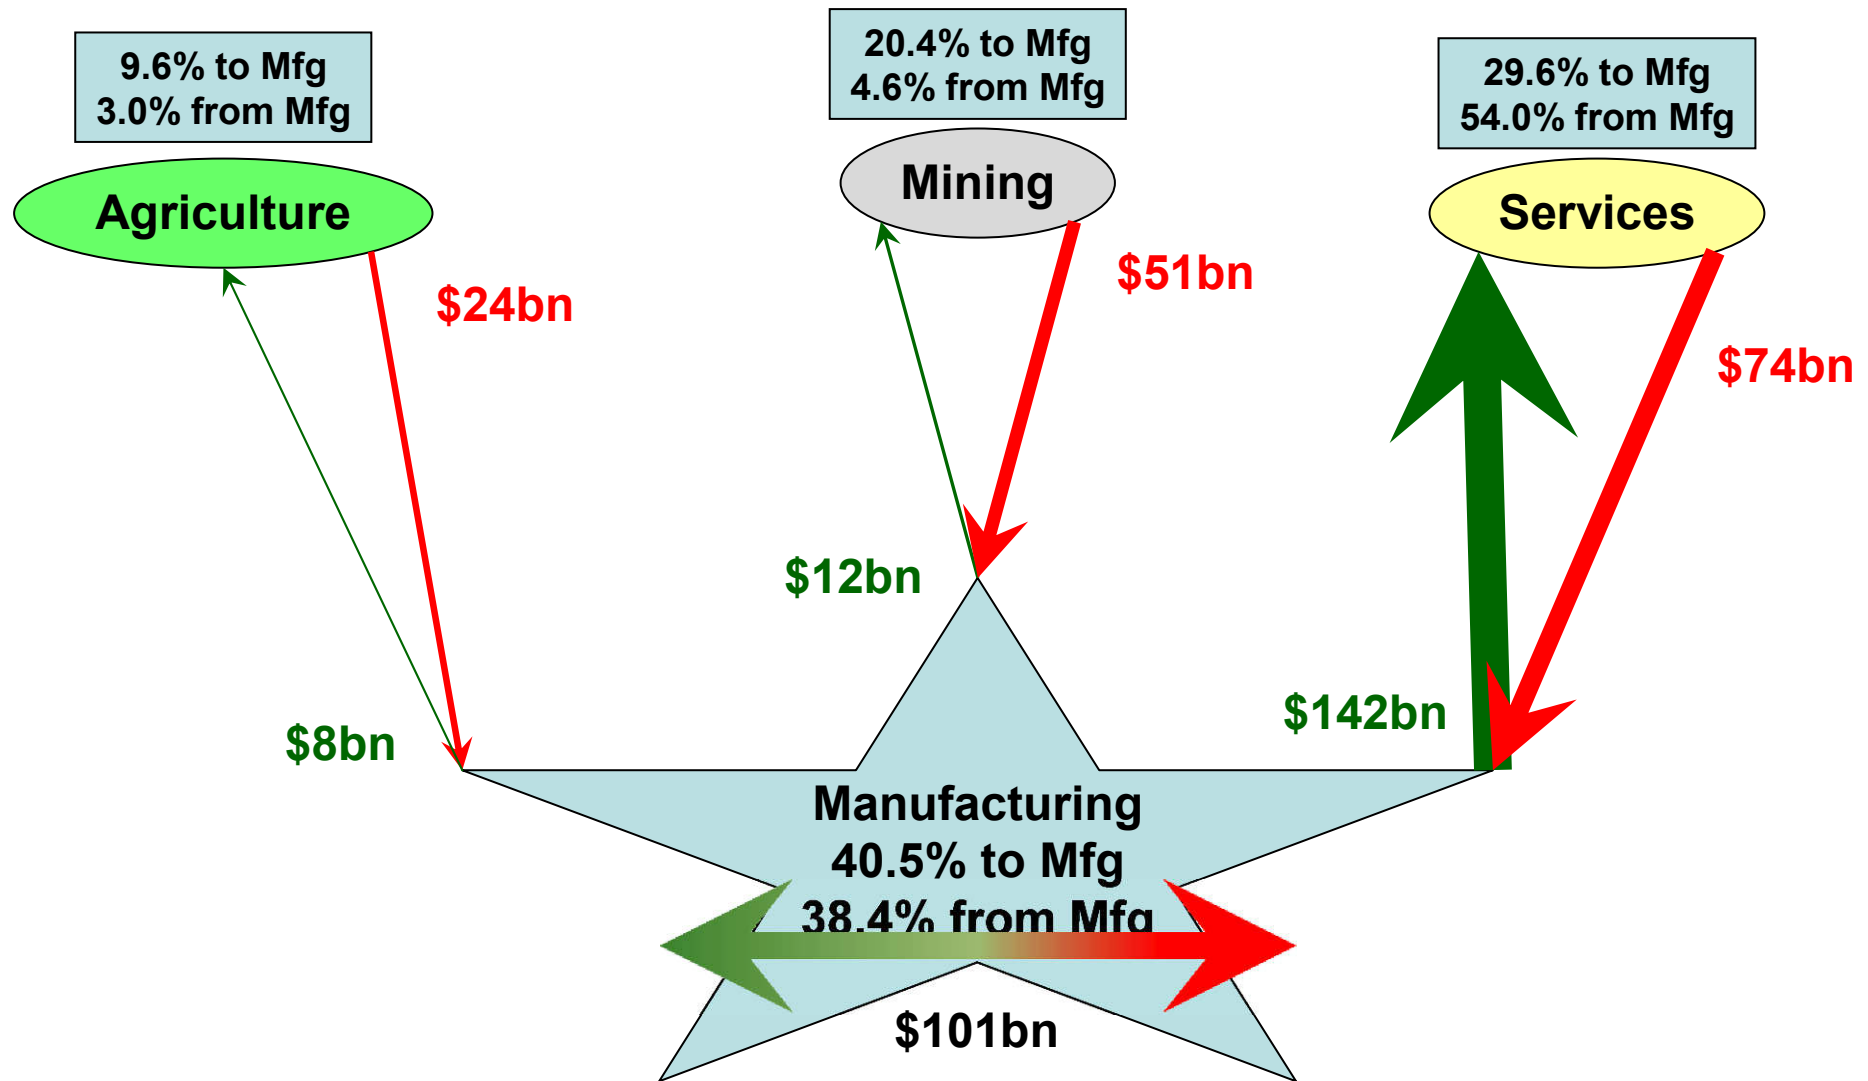 9.6% to Mfg
3.0% from Mfg
20.4% to Mfg
4.6% from Mfg
29.6% to Mfg
54.0% from Mfg
Agriculture
Mining
Services
$24bn
$51bn
$74bn
$12bn
$8bn
$142bn
Manufacturing
40.5% to Mfg
38.4% from Mfg
$101bn